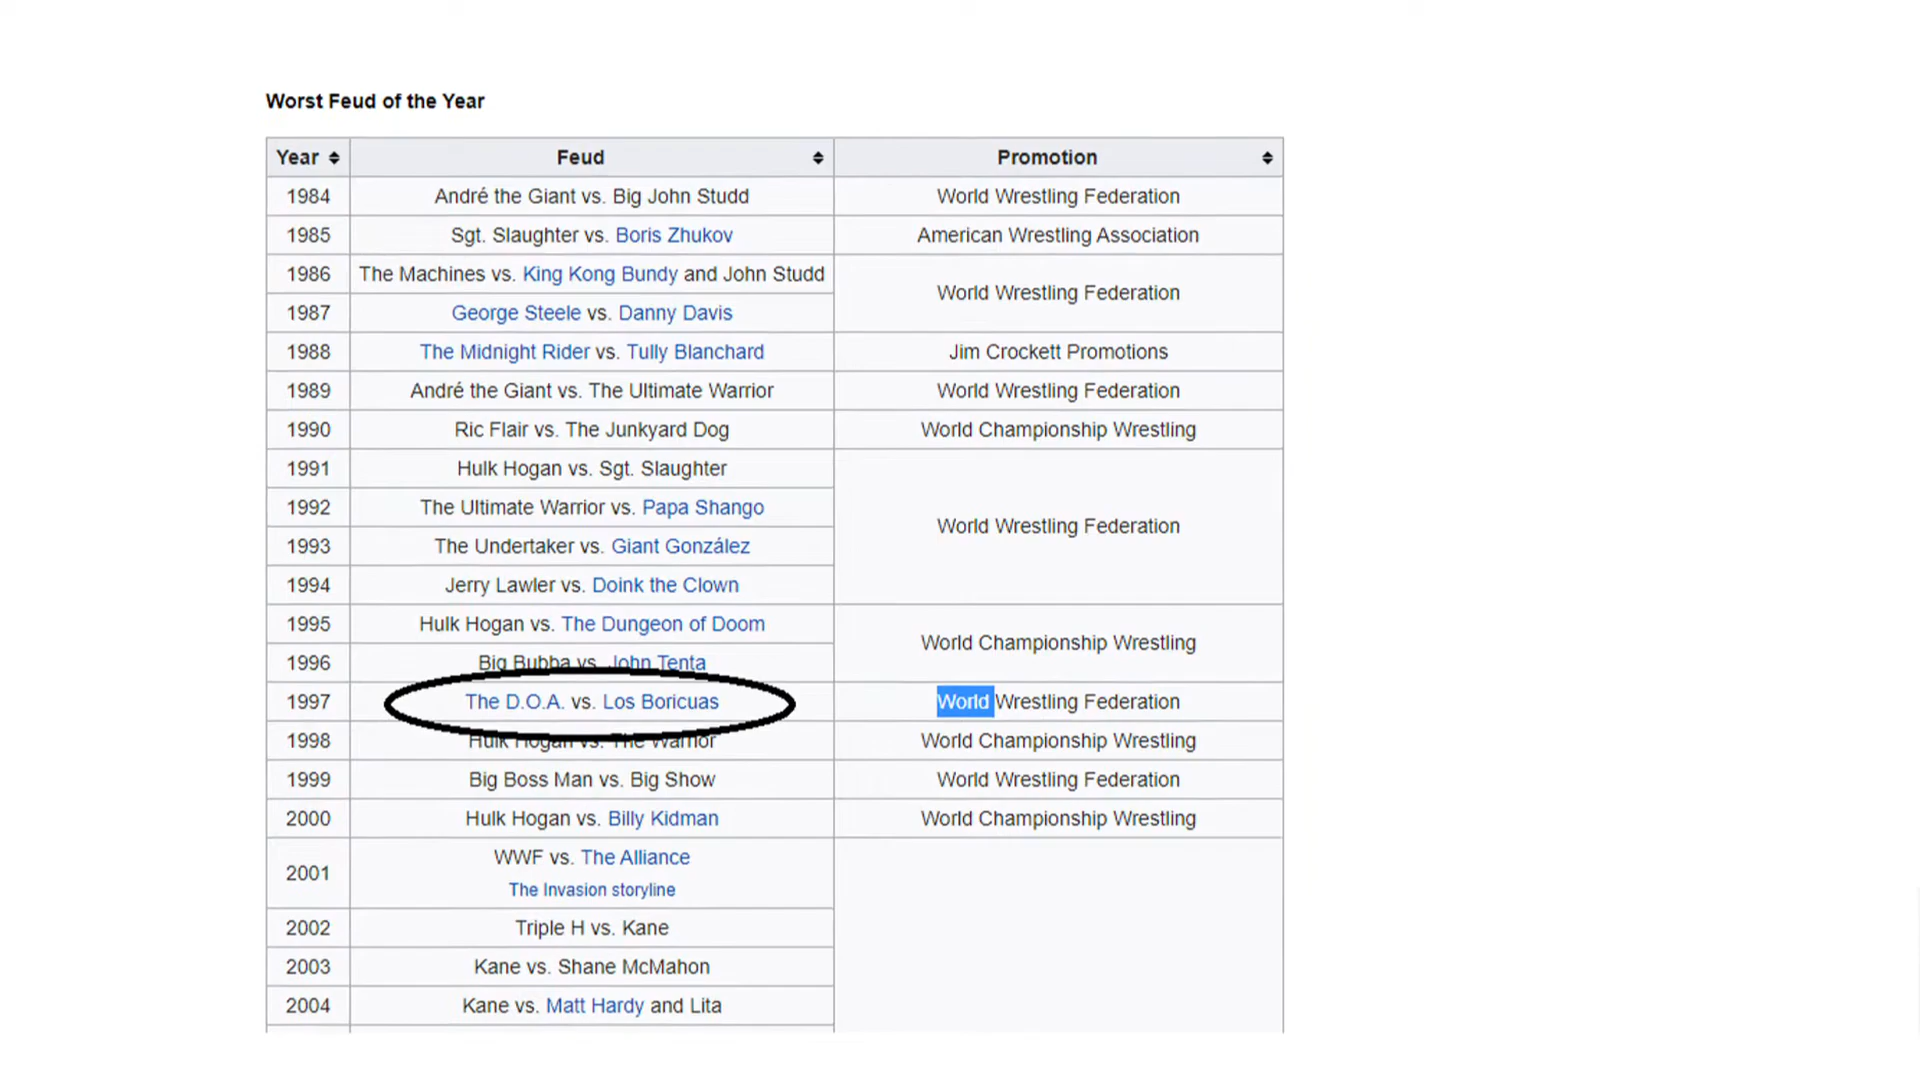 Worst Feud of the Year
Year Feud Promotion
1984 André the Giant vs. Big John Studd World Wrestling Federation
1985 Sgt. Slaughter vs. Boris Zhukov American Wrestling Association
1986 The Machines vs. King Kong Bundy and John Studd
World Wrestling Federation
1987 George Steele vs. Danny Davis
1988 The Midnight Rider vs. Tully Blanchard Jim Crockett Promotions
1989 André the Giant vs. The Ultimate Warrior World Wrestling Federation
1990 Ric Flair vs. The Junkyard Dog World Championship Wrestling
1991 Hulk Hogan vs. Sgt. Slaughter
1992 The Ultimate Warrior vs. Papa Shango
World Wrestling Federation
1993 The Undertaker vs. Giant González
1994 Jerry Lawler vs. Doink the Clown
1995 Hulk Hogan vs. The Dungeon of Doom
World Championship Wrestling
1996 Big Bubba vs. John Tenta
1997 The D.O.A. vs. Los Boricuas World Wrestling Federation
1998 Hulk Hogan vs. The Warrior World Championship Wrestling
1999 Big Boss Man vs. Big Show World Wrestling Federation
2000 Hulk Hogan vs. Billy Kidman World Championship Wrestling
2001 WWF vs. The Alliance
The Invasion storyline
2002 Triple H vs. Kane
2003 Kane vs. Shane McMahon
2004 Kane vs. Matt Hardy and Lita